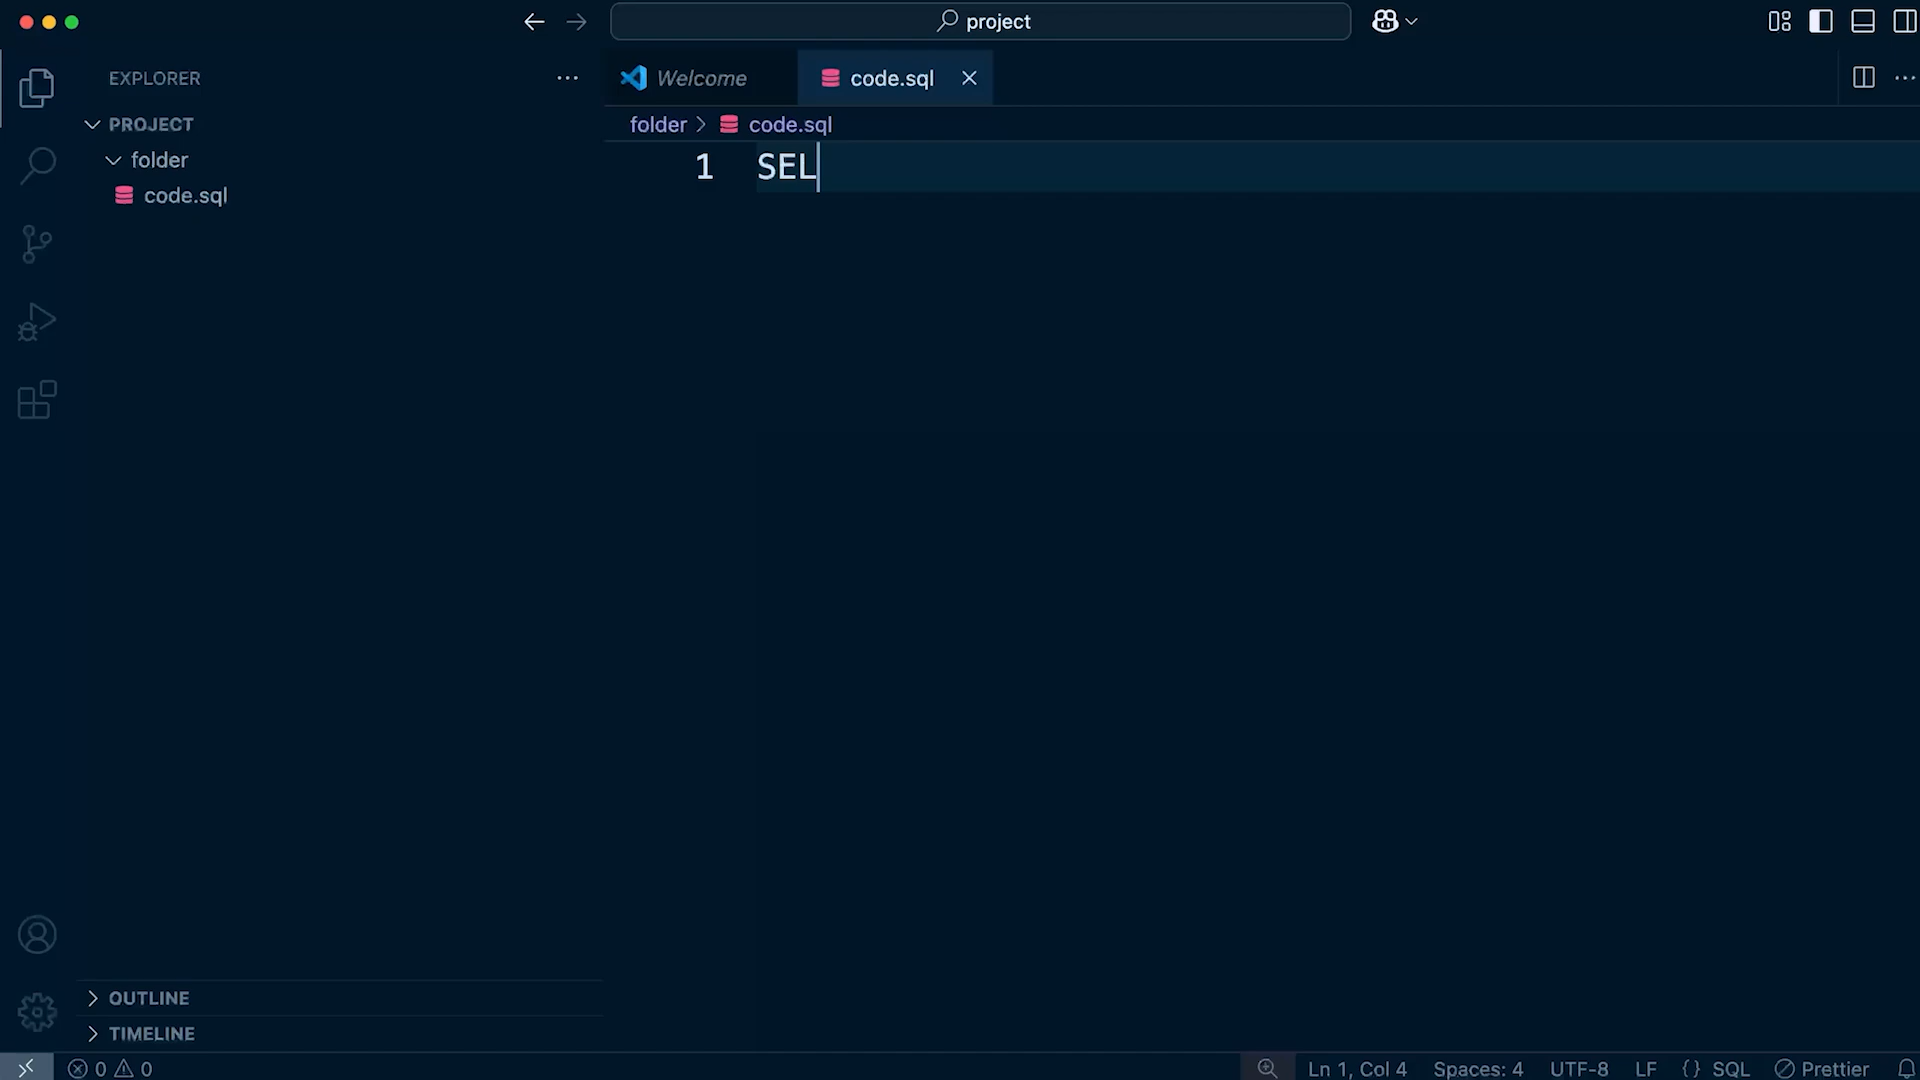 project
EXPLORER
Welcome
code.sql
PROJECT
folder
code.sql
folder
code.sql
1
SEL
OUTLINE
TIMELINE
0
0
Ln 1, Col 4
Spaces: 4
UTF-8
LF
{ } SQL
Prettier